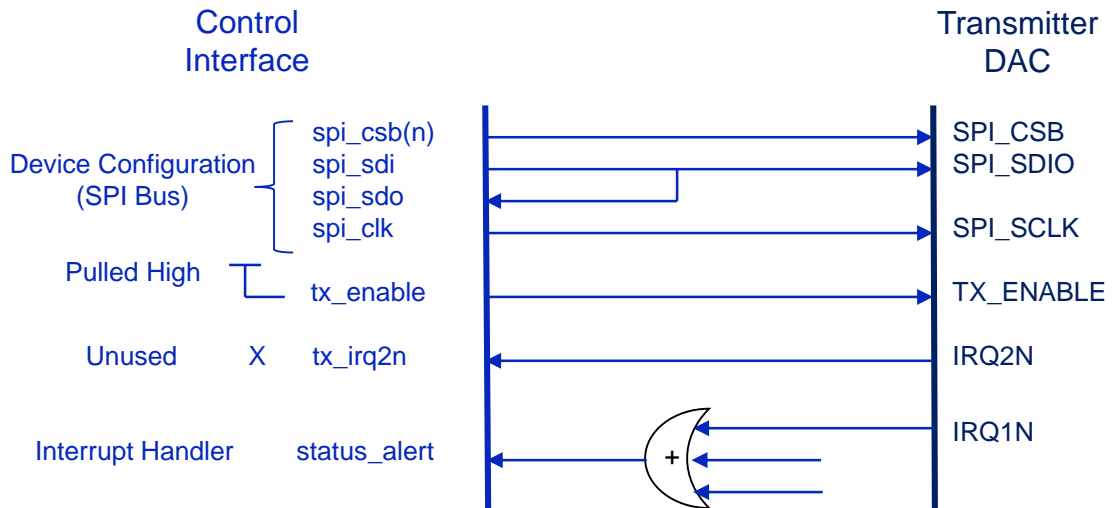 Control
Interface
Transmitter
DAC
spi_csb(n)
SPI_CSB
Device Configuration
(SPI Bus)
spi_sdi
SPI_SDIO
spi_sdo
spi_clk
SPI_SCLK
Pulled High
tx_enable
TX_ENABLE
Unused
X
tx_irq2n
IRQ2N
IRQ1N
Interrupt Handler
status_alert
+